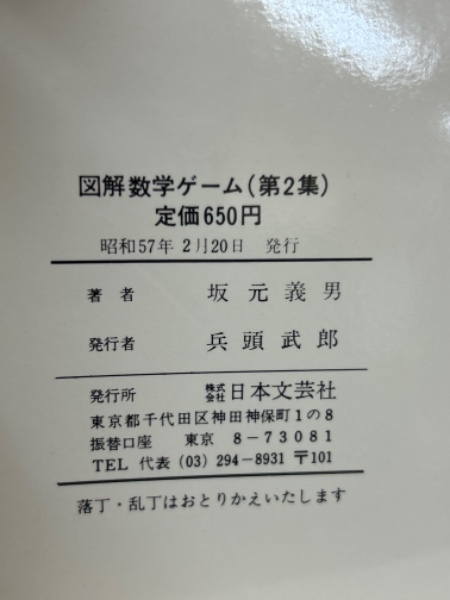 図解数学ゲーム(第2集)
定価650円
昭和57年 2月20日 発行
著者 坂元義男
発行者 兵頭武郎
発行所 株式会社日本文芸社
東京都千代田区神田神保町1の8
振替口座 東京 8－73081
TEL 代表(03)294-8931 〒101
落丁・乱丁はおとりかえいたします